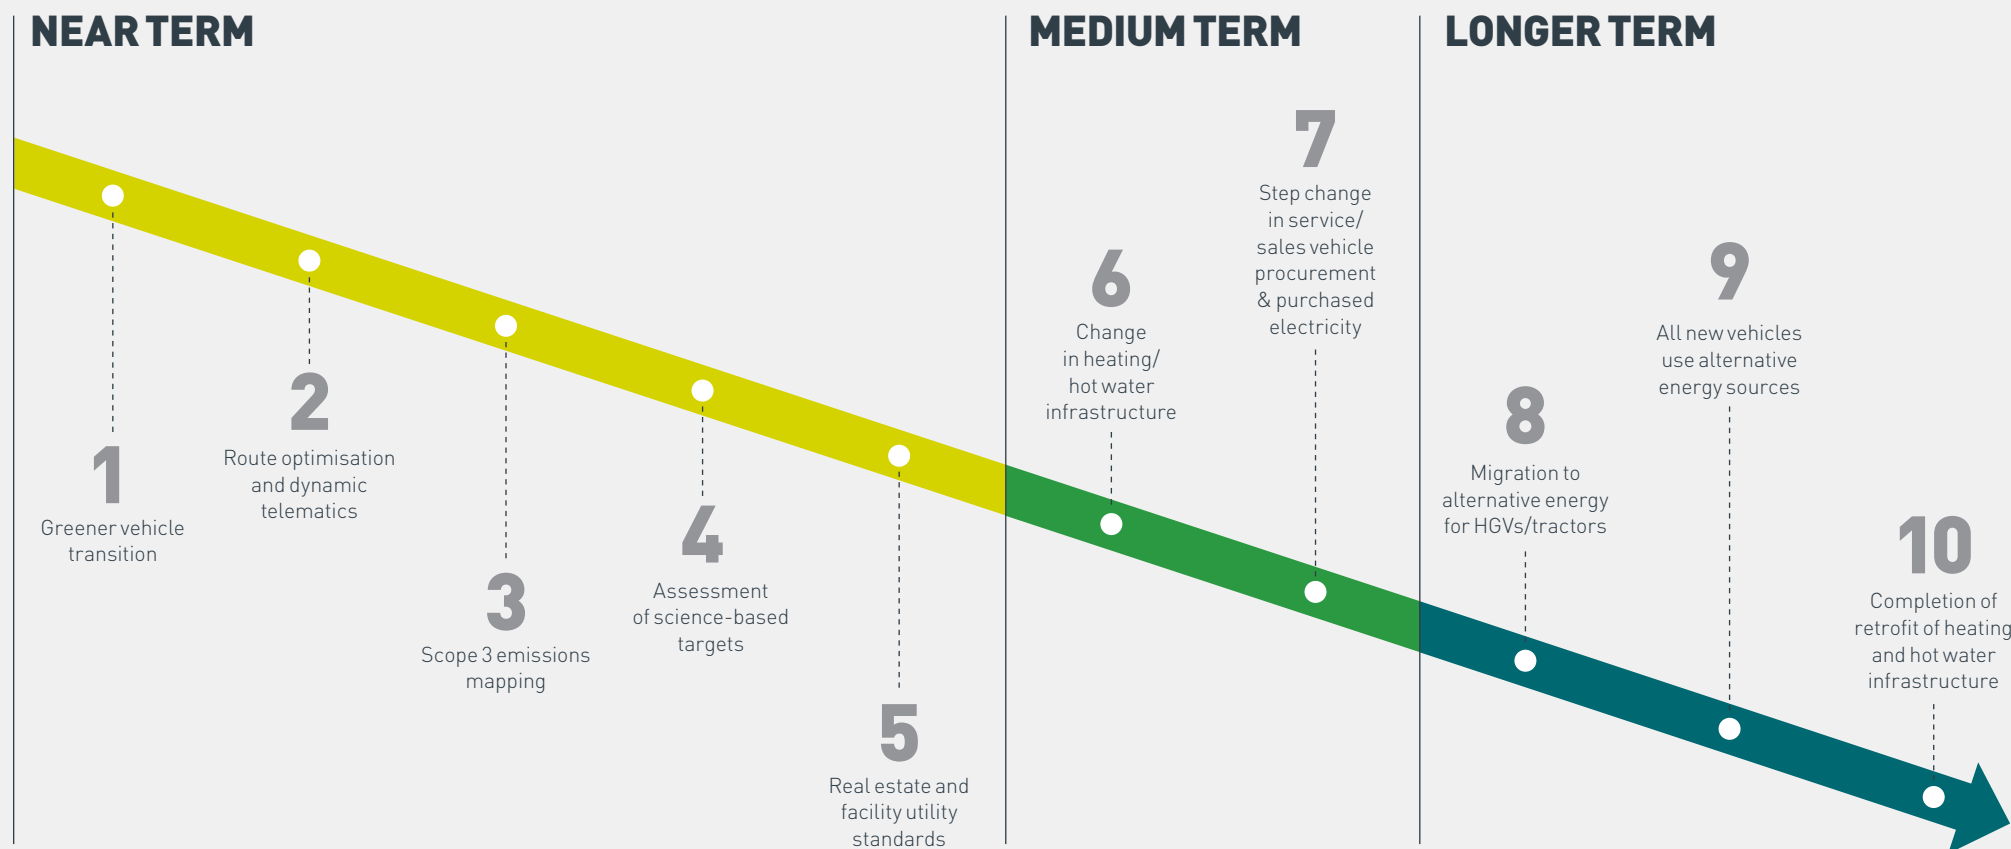 NEAR TERM
1
Greener vehicle
transition
2
Route optimisation
and dynamic
telematics
3
Scope 3 emissions
mapping
4
Assessment
of science-based
targets
5
Real estate and
facility utility
standards
MEDIUM TERM
6
Change
in heating/
hot water
infrastructure
7
Step change
in service/
sales vehicle
procurement
& purchased
electricity
LONGER TERM
8
Migration to
alternative energy
for HGVs/tractors
9
All new vehicles
use alternative
energy sources
10
Completion of
retrofit of heating
and hot water
infrastructure